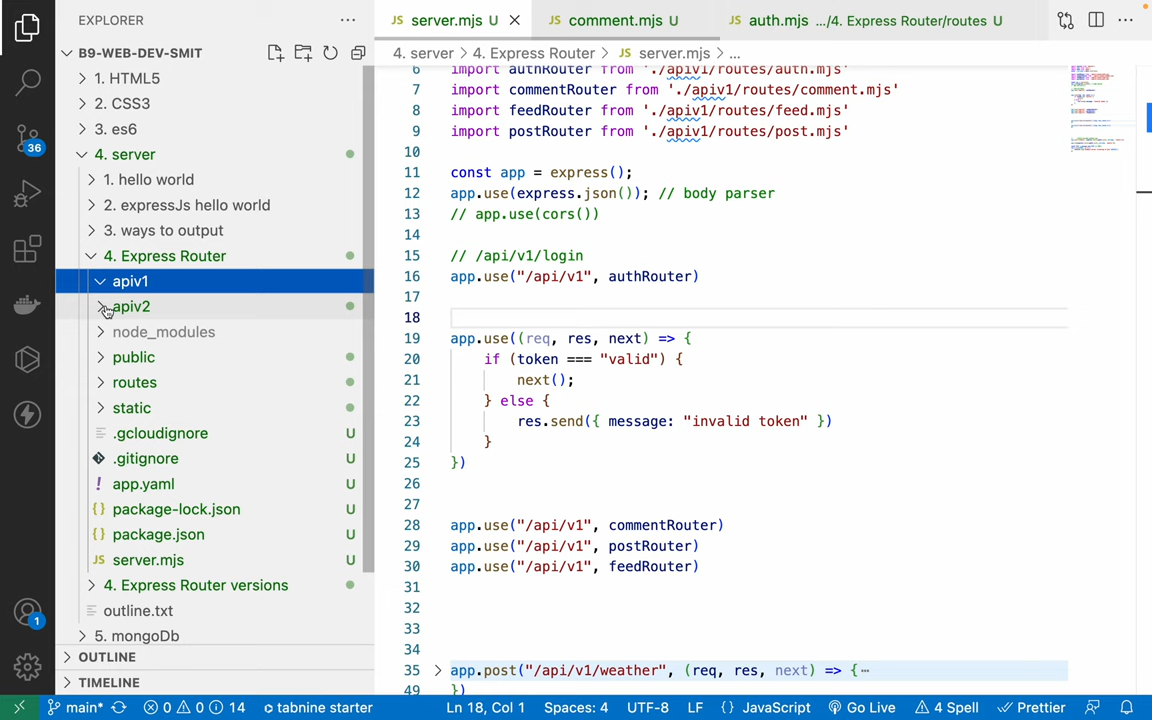 EXPLORER
B9-WEB-DEV-SMIT
1. HTML5
2. CSS3
3. es6
4. server
1. hello world
2. expressJs hello world
3. ways to output
4. Express Router
apiv1
apiv2
node_modules
public
routes
static
.gcloudignore U
.gitignore U
! app.yaml U
{} package-lock.json U
{} package.json U
JS server.mjs U
4. Express Router versions
outline.txt
5. mongoDb
OUTLINE
TIMELINE
36
1
JS server.mjs U
JS comment.mjs U
JS auth.mjs .../4. Express Router/routes U
4. server > 4. Express Router > JS server.mjs > ...
6 import authRouter from './apiv1/routes/auth.mjs'
7 import commentRouter from './apiv1/routes/comment.mjs'
8 import feedRouter from './apiv1/routes/feed.mjs'
9 import postRouter from './apiv1/routes/post.mjs'
10
11 const app = express();
12 app.use(express.json()); // body parser
13 // app.use(cors())
14
15 // /api/v1/login
16 app.use("/api/v1", authRouter)
17
18
19 app.use((req, res, next) => {
20 if (token === "valid") {
21 next();
22 } else {
23 res.send({ message: "invalid token" })
24 }
25 })
26
27
28 app.use("/api/v1", commentRouter)
29 app.use("/api/v1", postRouter)
30 app.use("/api/v1", feedRouter)
31
32
33
34
35 app.post("/api/v1/weather", (req, res, next) => {…
49 })
main* 0 0 14 tabnine starter Ln 18, Col 1 Spaces: 4 UTF-8 LF {} JavaScript Go Live 4 Spell Prettier